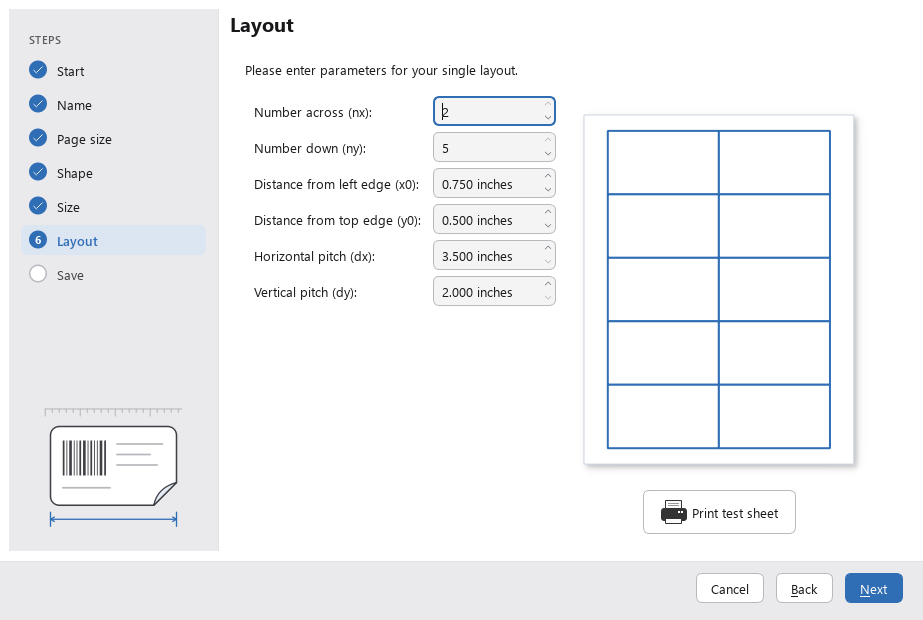 Layout
STEPS
Start
Name
Page size
Shape
Size
6 Layout
Save
Please enter parameters for your single layout.
Number across (nx): 2
Number down (ny): 5
Distance from left edge (x0): 0.750 inches
Distance from top edge (y0): 0.500 inches
Horizontal pitch (dx): 3.500 inches
Vertical pitch (dy): 2.000 inches
Print test sheet
Cancel Back Next